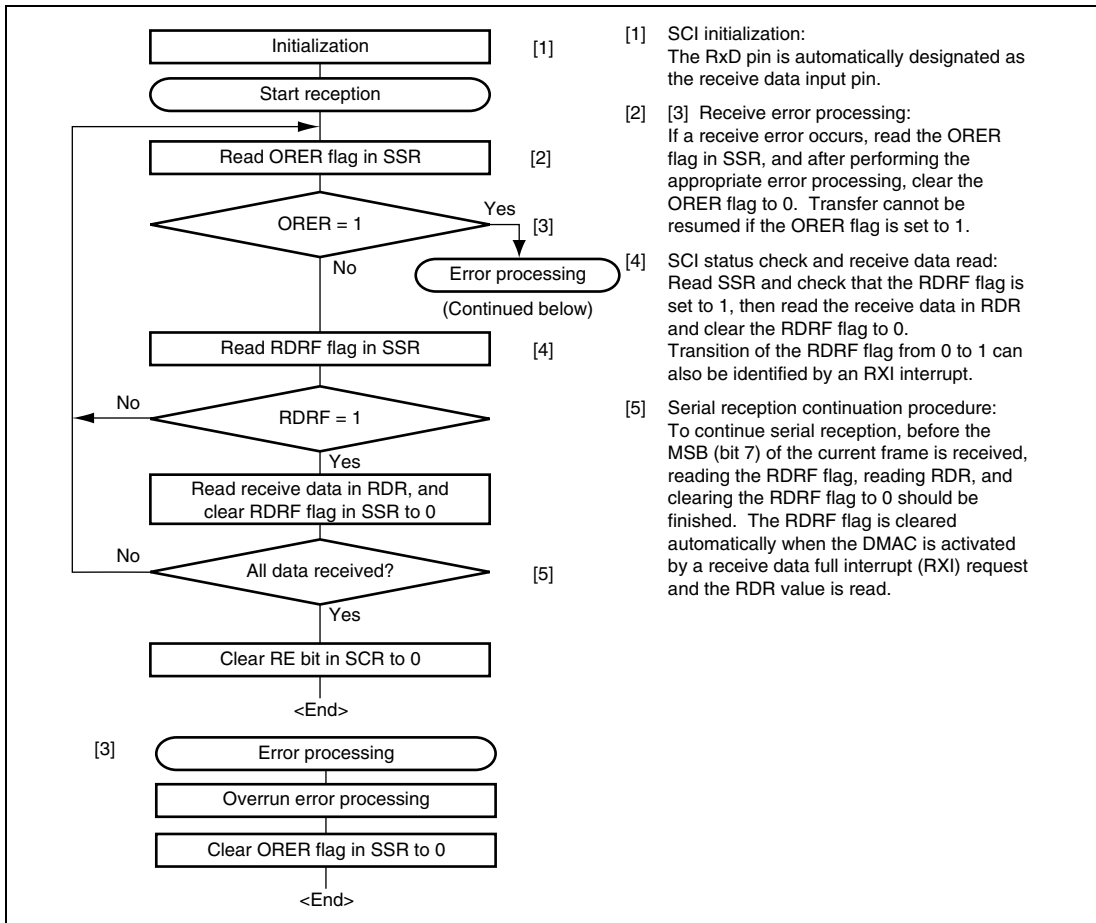 Initialization [1]
Start reception
Read ORER flag in SSR [2]
ORER = 1
Yes
[3]
No
Error processing
(Continued below)
Read RDRF flag in SSR [4]
No
RDRF = 1
Yes
Read receive data in RDR, and
clear RDRF flag in SSR to 0
No
All data received? [5]
Yes
Clear RE bit in SCR to 0
<End>
[3] Error processing
Overrun error processing
Clear ORER flag in SSR to 0
<End>
[1] SCI initialization:
The RxD pin is automatically designated as
the receive data input pin.
[2] [3] Receive error processing:
If a receive error occurs, read the ORER
flag in SSR, and after performing the
appropriate error processing, clear the
ORER flag to 0. Transfer cannot be
resumed if the ORER flag is set to 1.
[4] SCI status check and receive data read:
Read SSR and check that the RDRF flag is
set to 1, then read the receive data in RDR
and clear the RDRF flag to 0.
Transition of the RDRF flag from 0 to 1 can
also be identified by an RXI interrupt.
[5] Serial reception continuation procedure:
To continue serial reception, before the
MSB (bit 7) of the current frame is received,
reading the RDRF flag, reading RDR, and
clearing the RDRF flag to 0 should be
finished. The RDRF flag is cleared
automatically when the DMAC is activated
by a receive data full interrupt (RXI) request
and the RDR value is read.